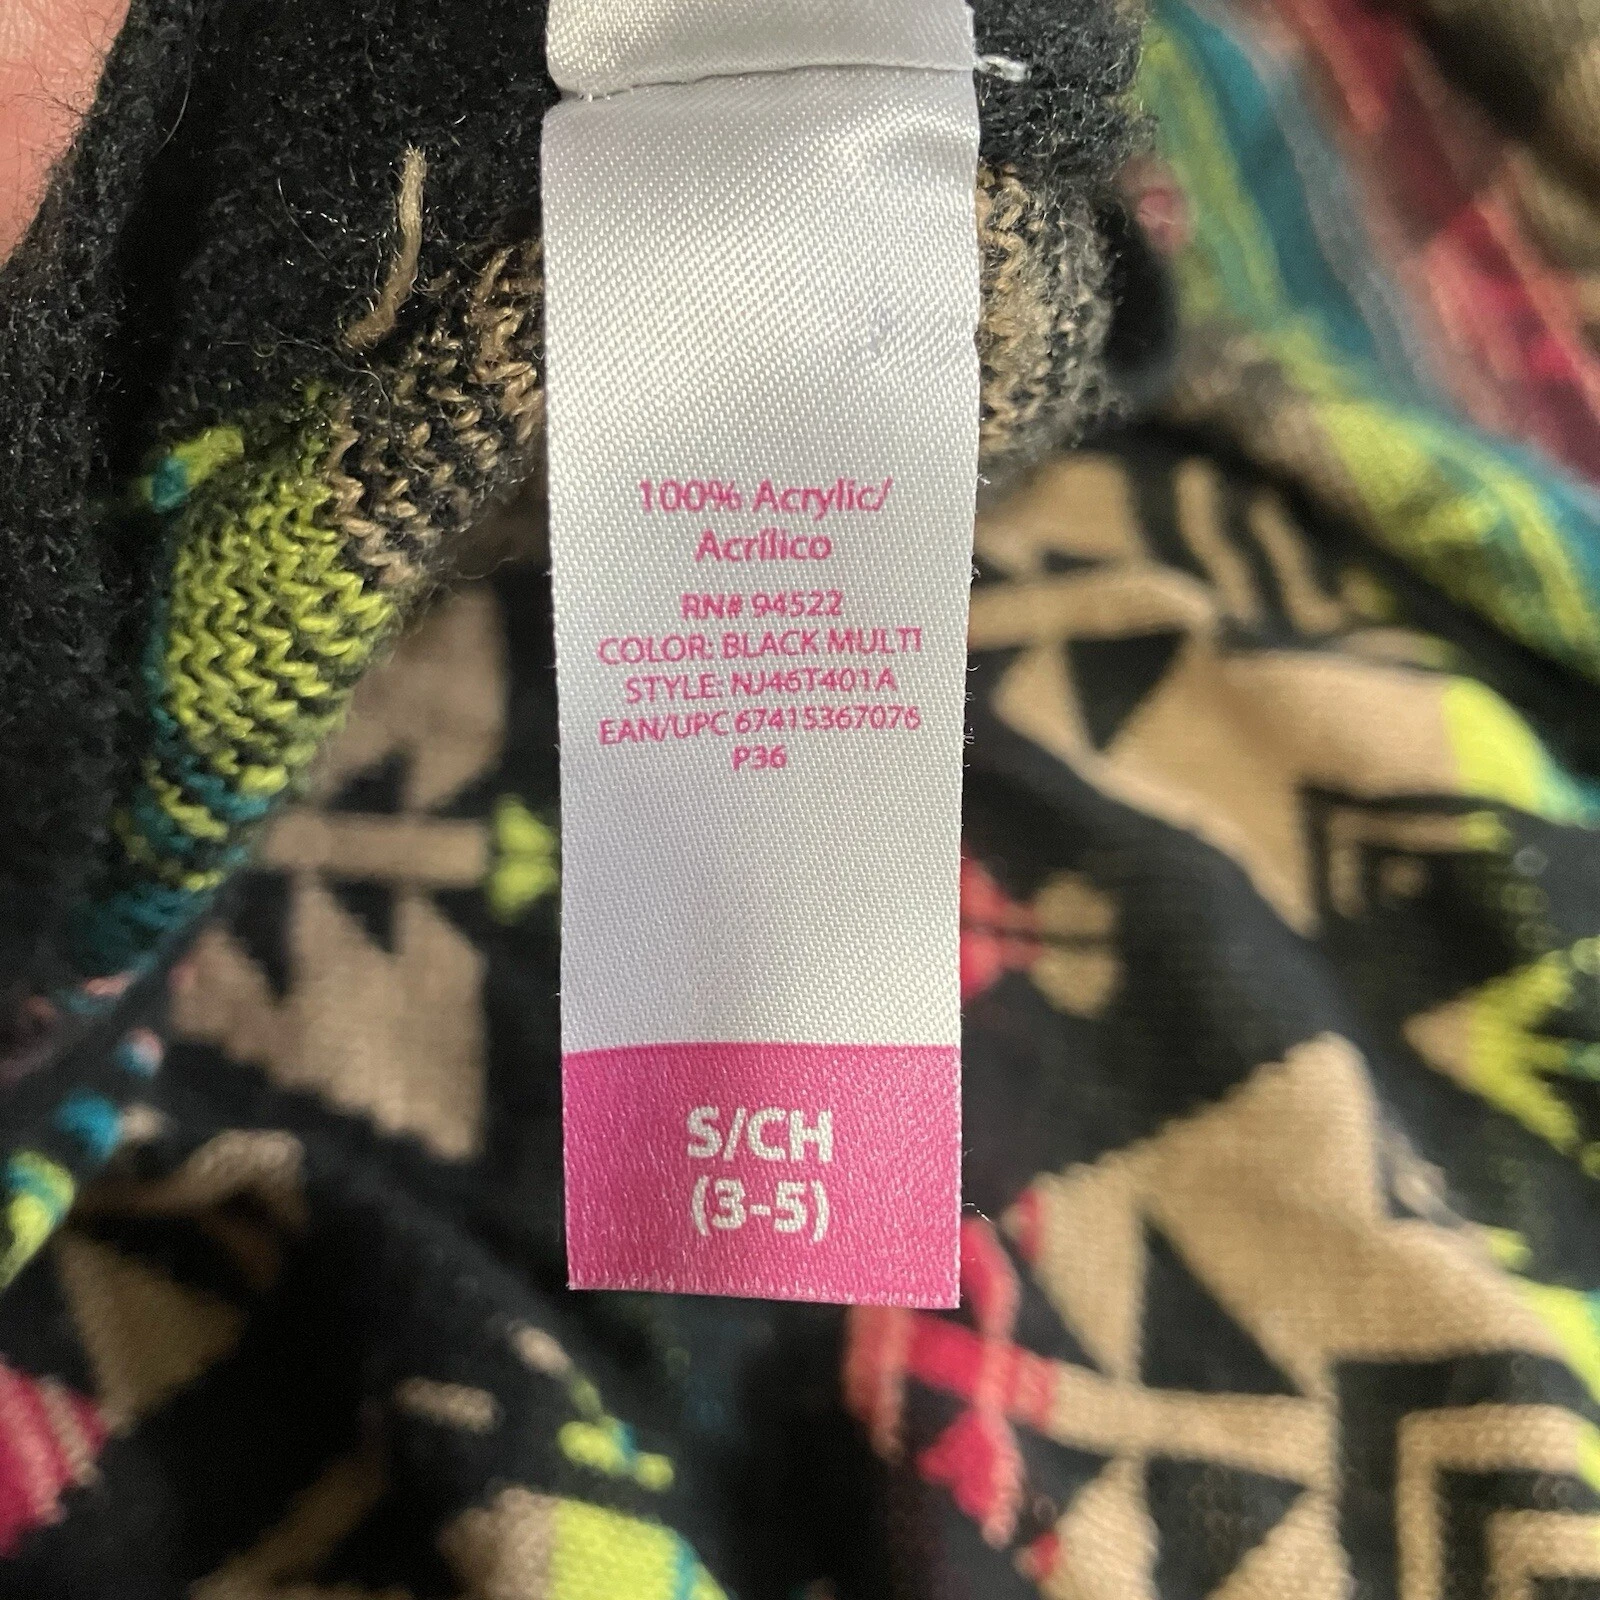 100% Acrylic/
Acrílico
RN# 94522
COLOR: BLACK MULTI
STYLE: NJ46T401A
EAN/UPC 67415367076
P36
S/CH
(3-5)